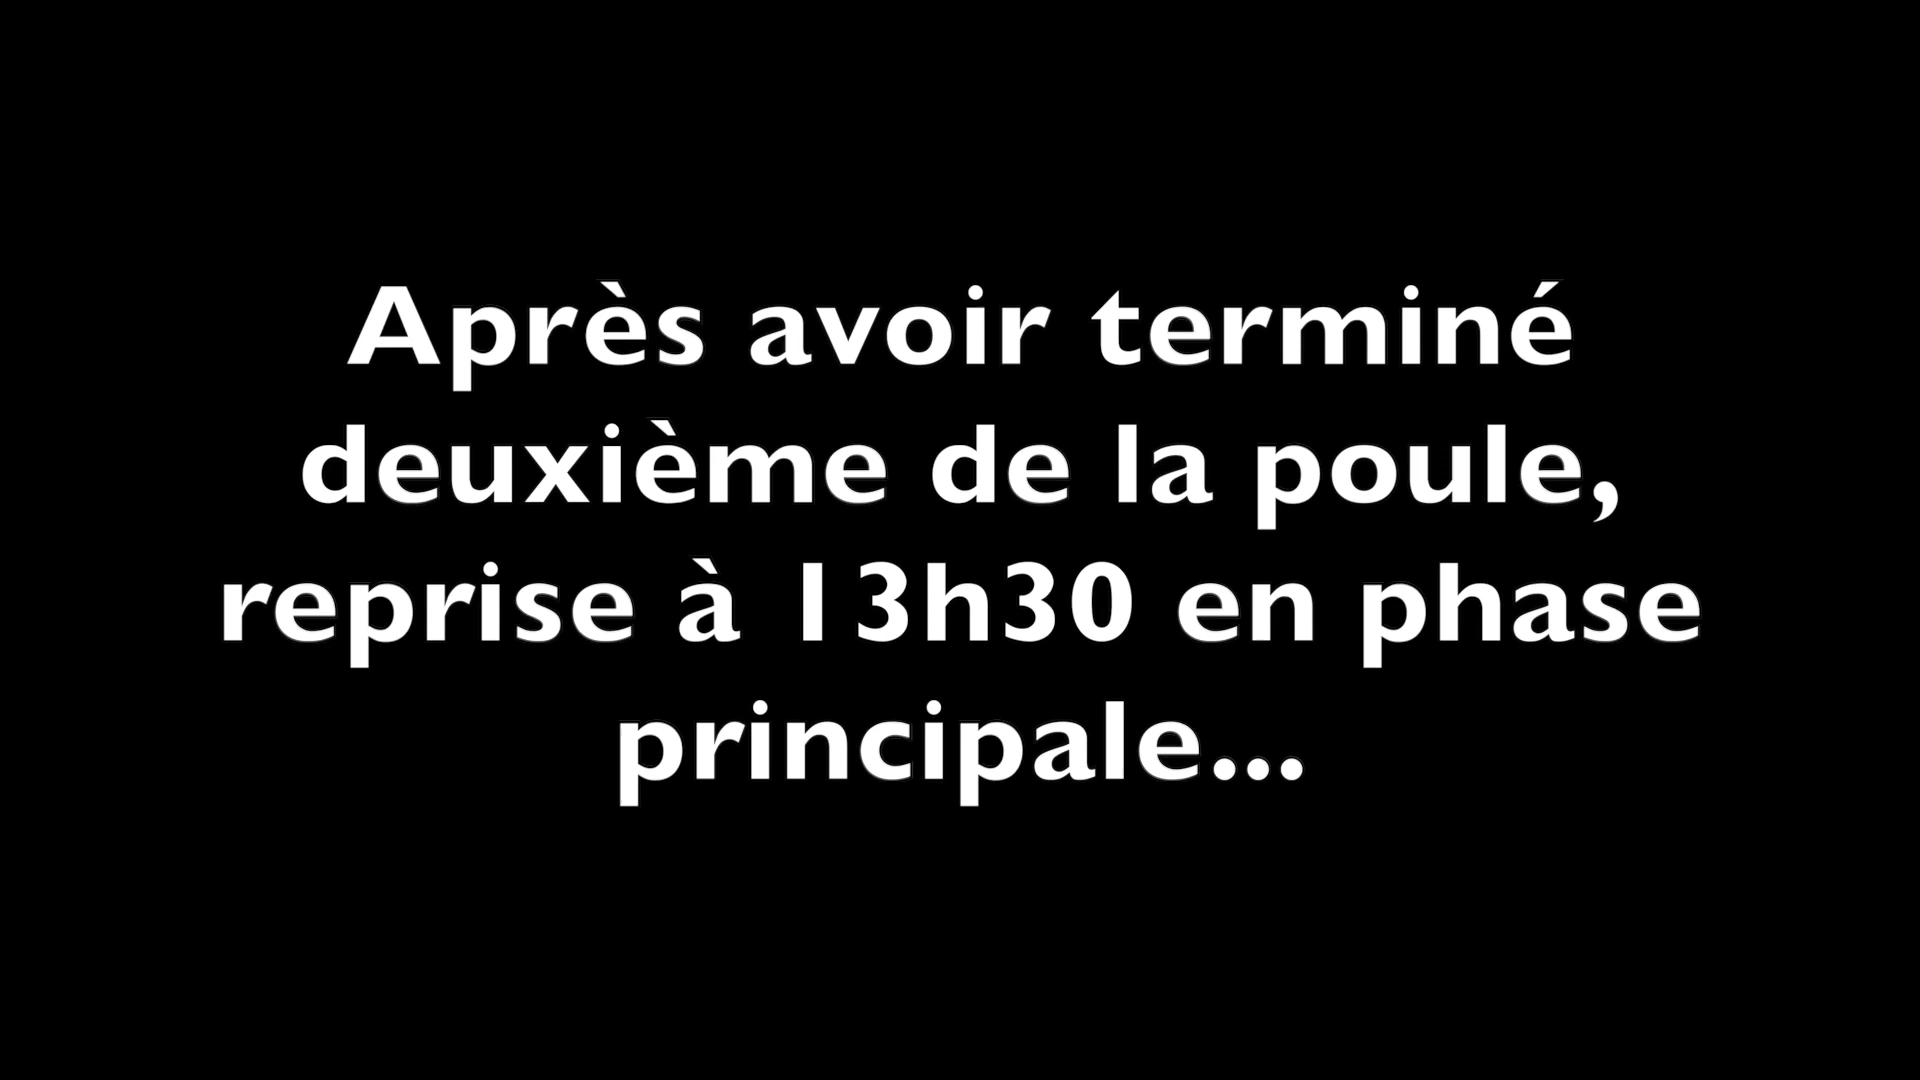 Après avoir terminé
deuxième de la poule,
reprise à 13h30 en phase
principale...